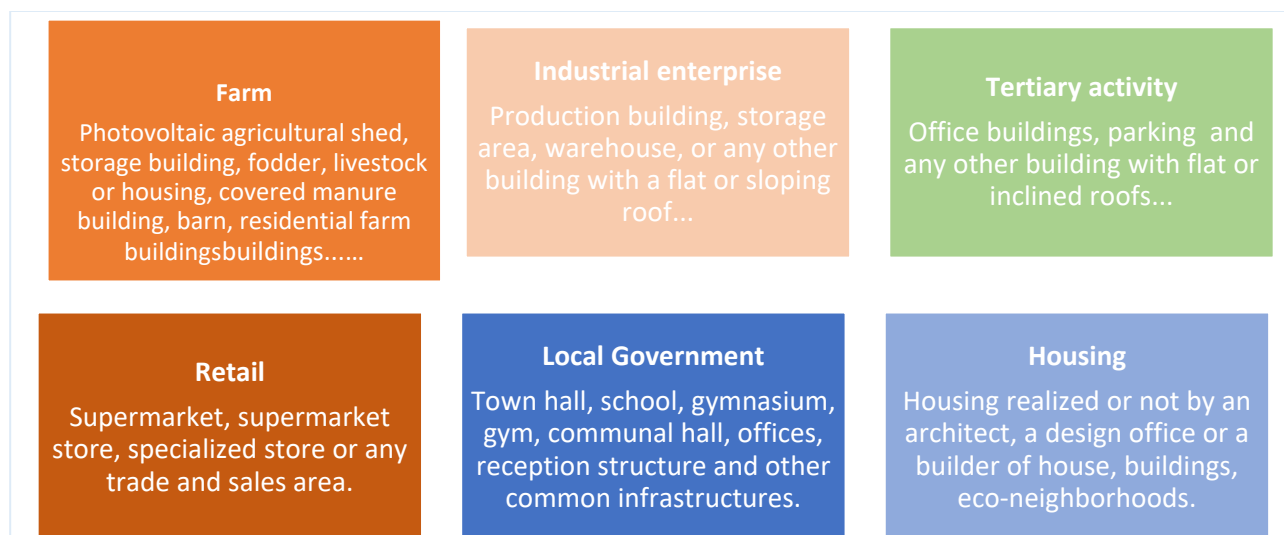 Farm
Photovoltaic agricultural shed,
storage building, fodder, livestock
or housing, covered manure
building, barn, residential farm
buildingsbuildings...…
Industrial enterprise
Production building, storage
area, warehouse, or any other
building with a flat or sloping
roof...
Tertiary activity
Office buildings, parking  and
any other building with flat or
inclined roofs...
Retail
Supermarket, supermarket
store, specialized store or any
trade and sales area.
Local Government
Town hall, school, gymnasium,
gym, communal hall, offices,
reception structure and other
common infrastructures.
Housing
Housing realized or not by an
architect, a design office or a
builder of house, buildings,
eco-neighborhoods.